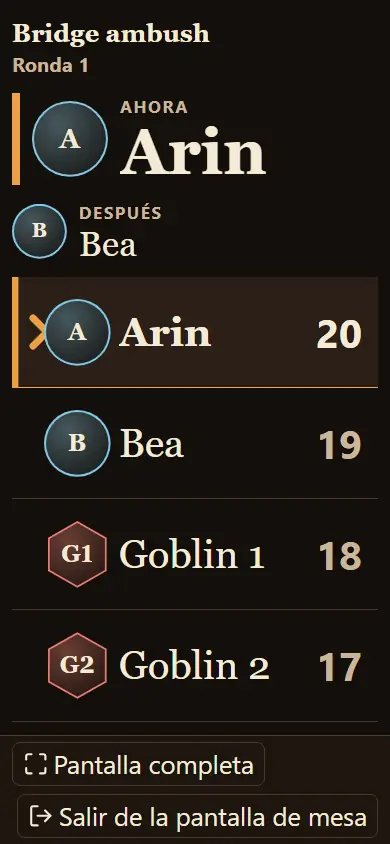 Bridge ambush
Ronda 1
A
AHORA
Arin
B
DESPUÉS
Bea
A Arin 20
B Bea 19
G1 Goblin 1 18
G2 Goblin 2 17
Pantalla completa
Salir de la pantalla de mesa